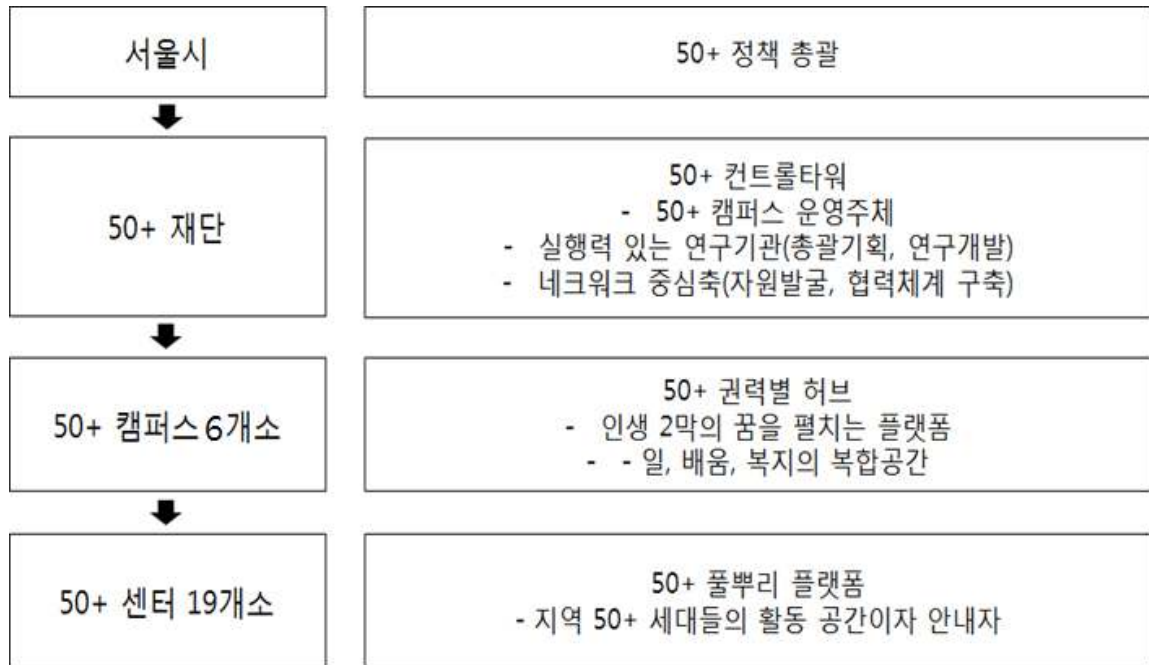 서울시
50+ 정책 총괄
50+ 재단
50+ 컨트롤타워
- 50+ 캠퍼스 운영주체
- 실행력 있는 연구기관(총괄기획, 연구개발)
- 네크워크 중심축(자원발굴, 협력체계 구축)
50+ 캠퍼스 6개소
50+ 권력별 허브
- 인생 2막의 꿈을 펼치는 플랫폼
- - 일, 배움, 복지의 복합공간
50+ 센터 19개소
50+ 풀뿌리 플랫폼
- 지역 50+ 세대들의 활동 공간이자 안내자